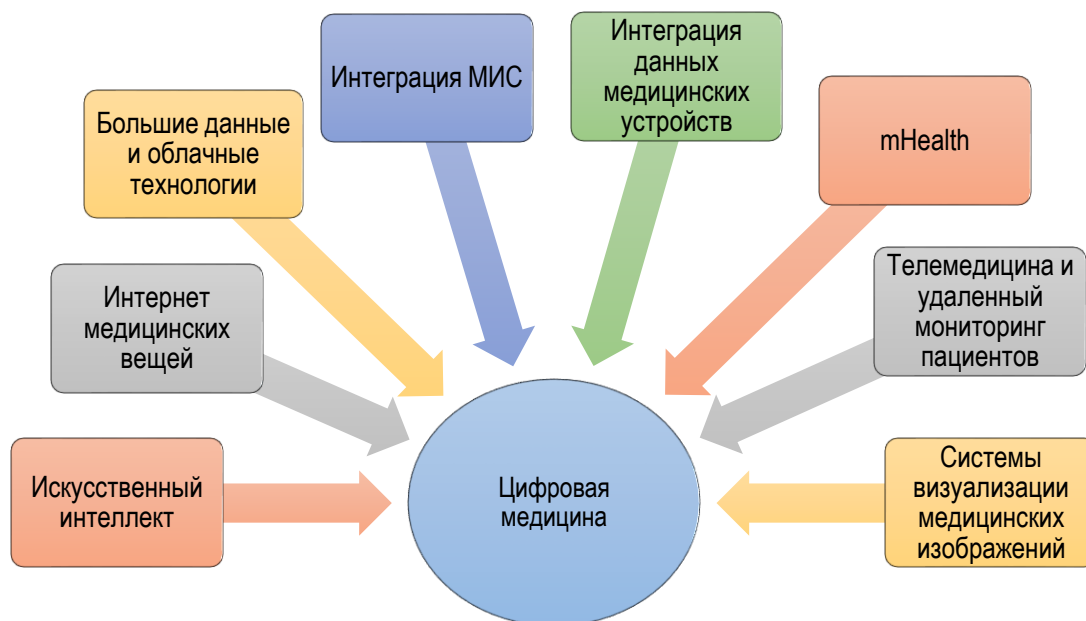 Интеграция МИС
Интеграция
данных
медицинских
устройств
Большие данные
и облачные
технологии
mHealth
Интернет
медицинских
вещей
Телемедицина и
удаленный
мониторинг
пациентов
Искусственный
интеллект
Цифровая
медицина
Системы
визуализации
медицинских
изображений